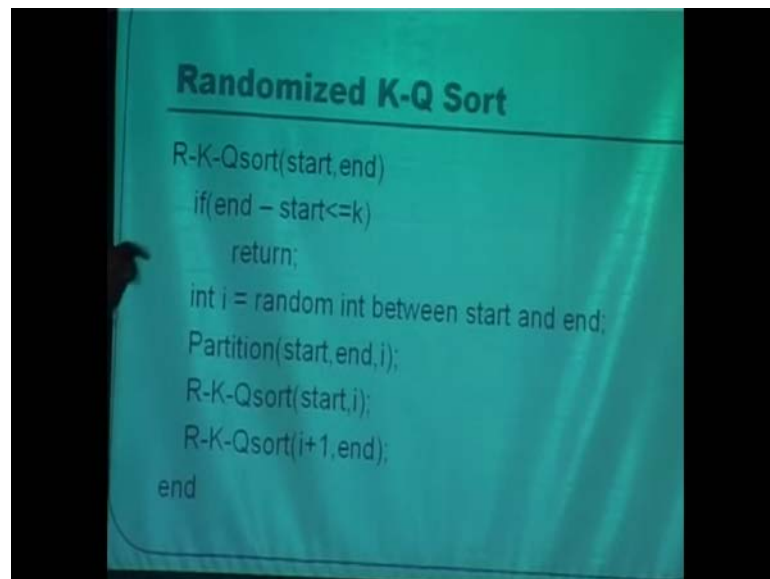 Randomized K-Q Sort
R-K-Qsort(start,end)
if(end – start<=k)
return;
int i = random int between start and end;
Partition(start,end,i);
R-K-Qsort(start,i);
R-K-Qsort(i+1,end);
end